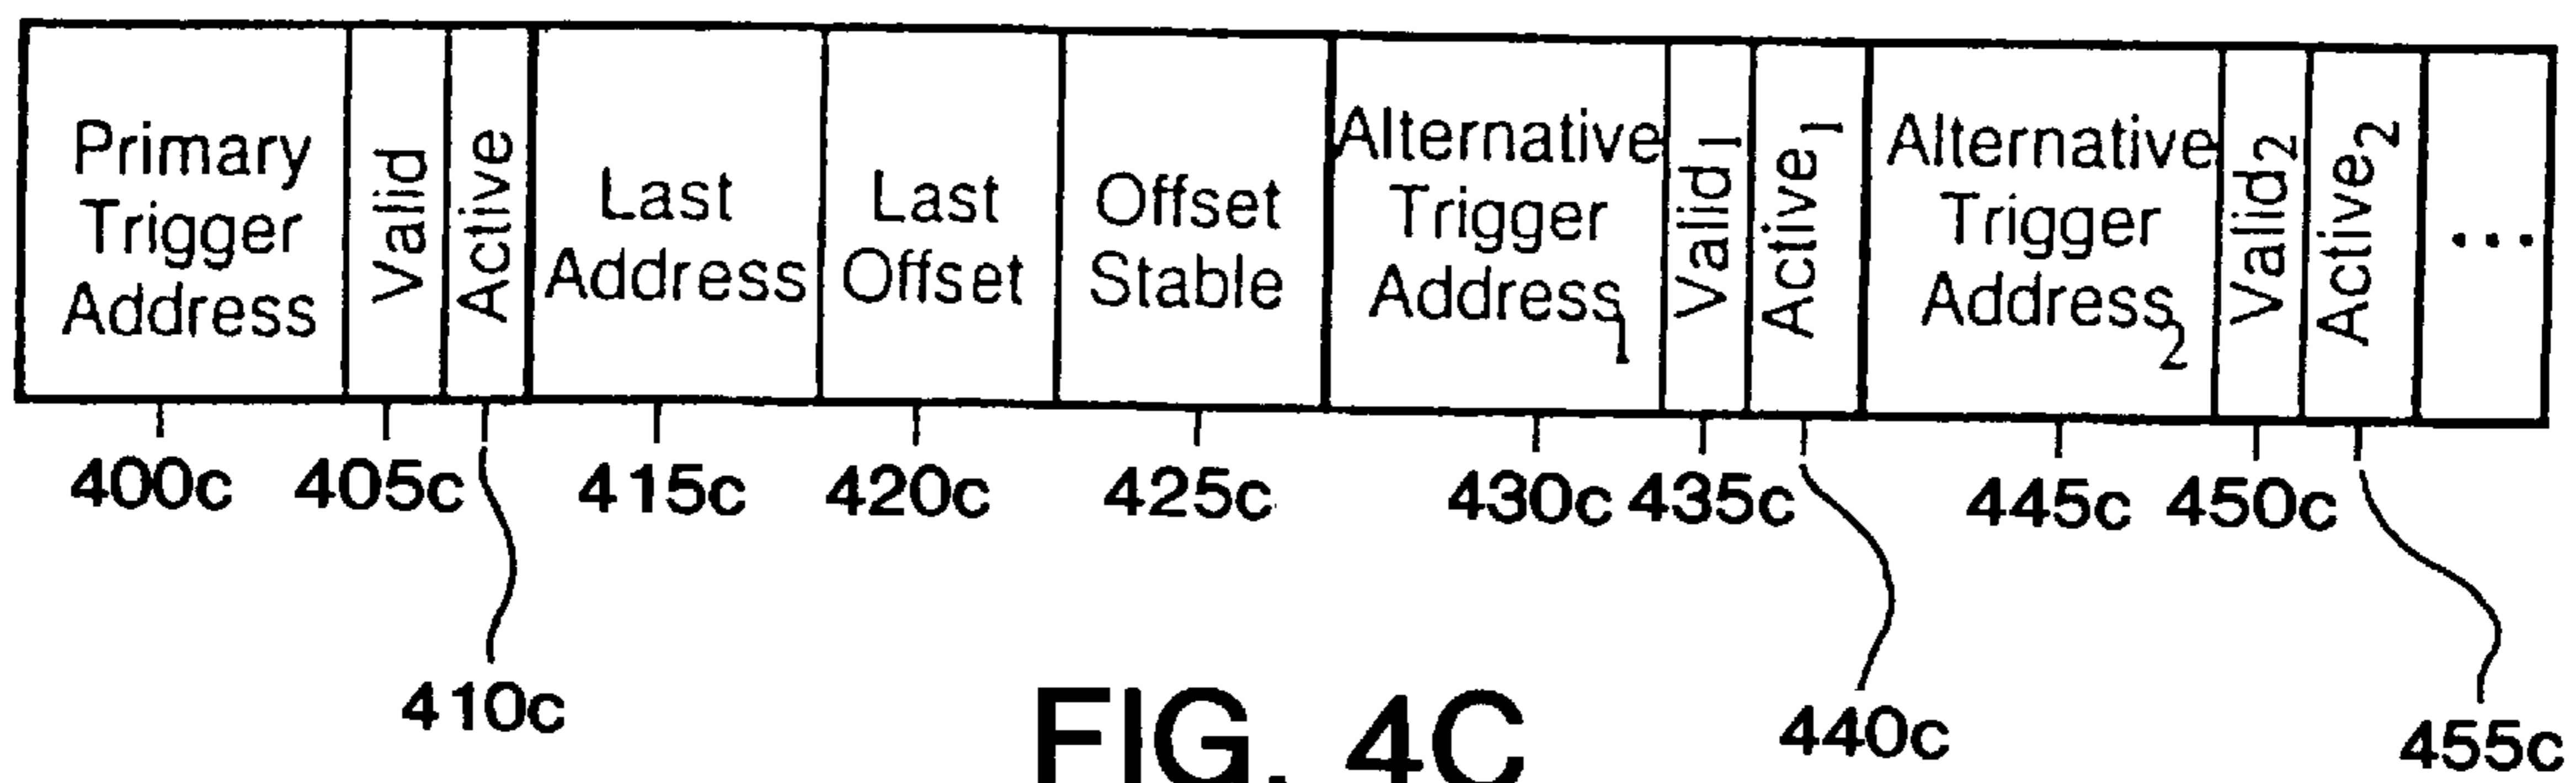 Primary
Trigger
Address
Valid
Active
Last
Address
Last
Offset
Offset
Stable
Alternative
Trigger
Address1
Valid1
Active1
Alternative
Trigger
Address2
Valid2
Active2
...
400c 405c 415c 420c 425c 430c 435c 445c 450c
410c 440c 455c
FIG. 4C